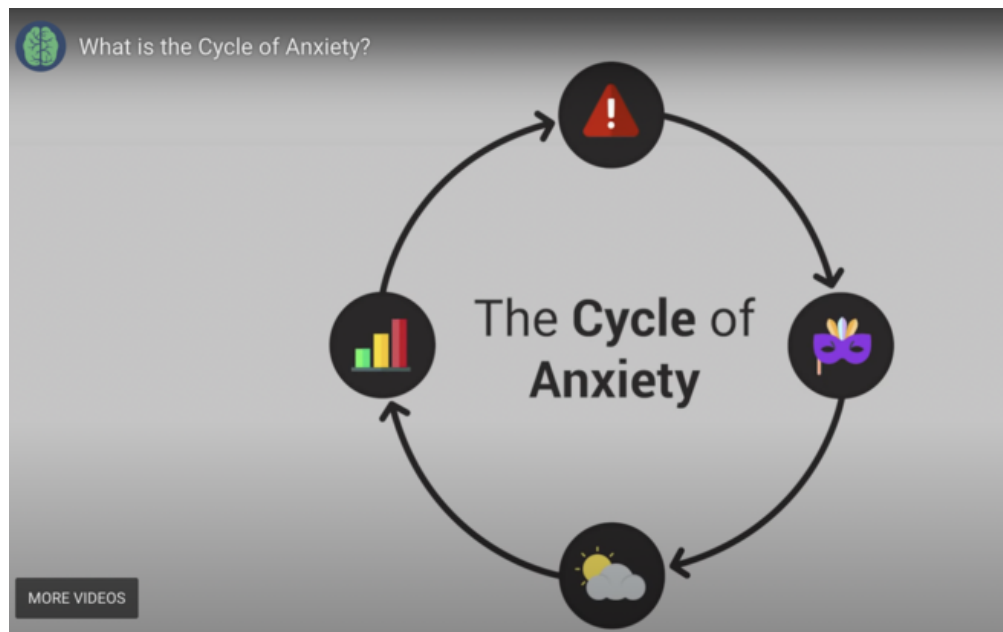 What is the Cycle of Anxiety?
The Cycle of
Anxiety
MORE VIDEOS